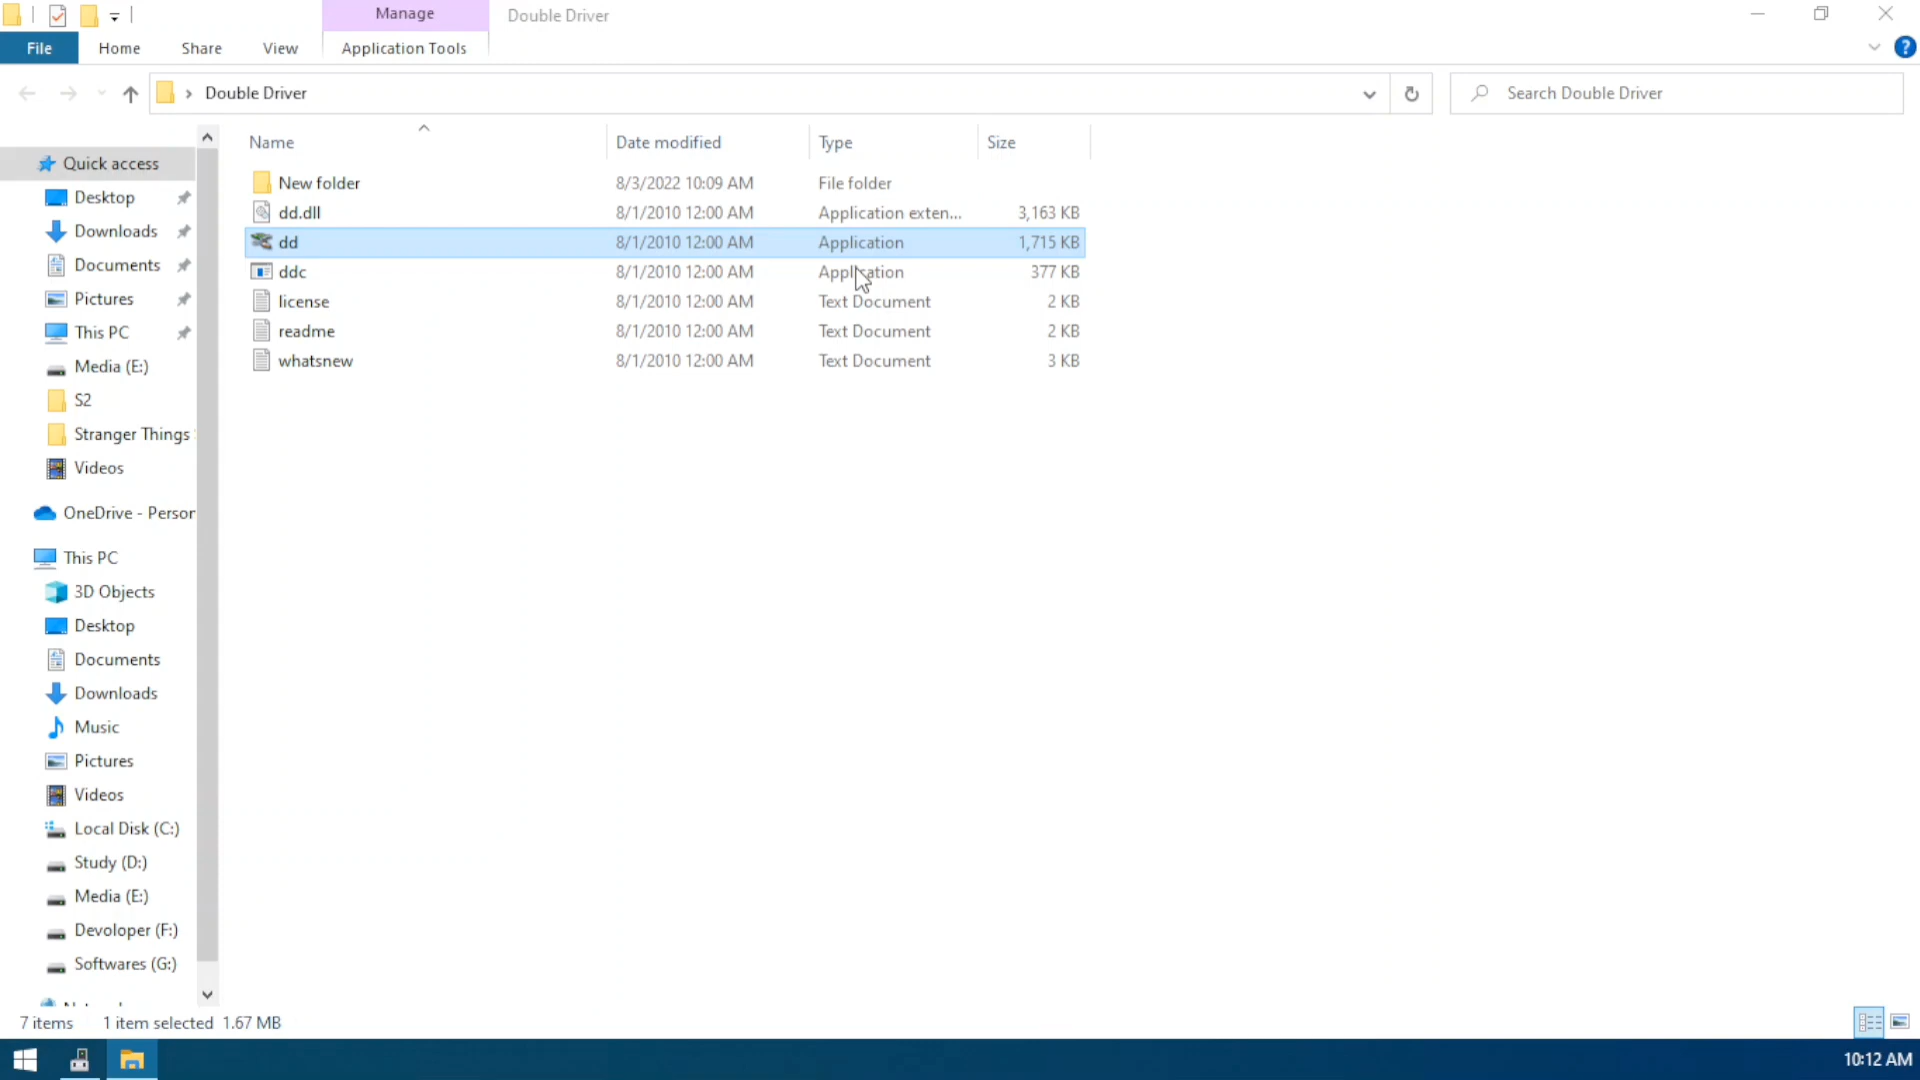 Manage
Double Driver
File
Home
Share
View
Application Tools
?
› Double Driver
Search Double Driver
Name
Date modified
Type
Size
New folder 8/3/2022 10:09 AM File folder
dd.dll 8/1/2010 12:00 AM Application exten... 3,163 KB
dd 8/1/2010 12:00 AM Application 1,715 KB
ddc 8/1/2010 12:00 AM Application 377 KB
license 8/1/2010 12:00 AM Text Document 2 KB
readme 8/1/2010 12:00 AM Text Document 2 KB
whatsnew 8/1/2010 12:00 AM Text Document 3 KB
Quick access
Desktop
Downloads
Documents
Pictures
This PC
Media (E:)
S2
Stranger Things
Videos
OneDrive - Person
This PC
3D Objects
Desktop
Documents
Downloads
Music
Pictures
Videos
Local Disk (C:)
Study (D:)
Media (E:)
Devoloper (F:)
Softwares (G:)
7 items
1 item selected 1.67 MB
10:12 AM